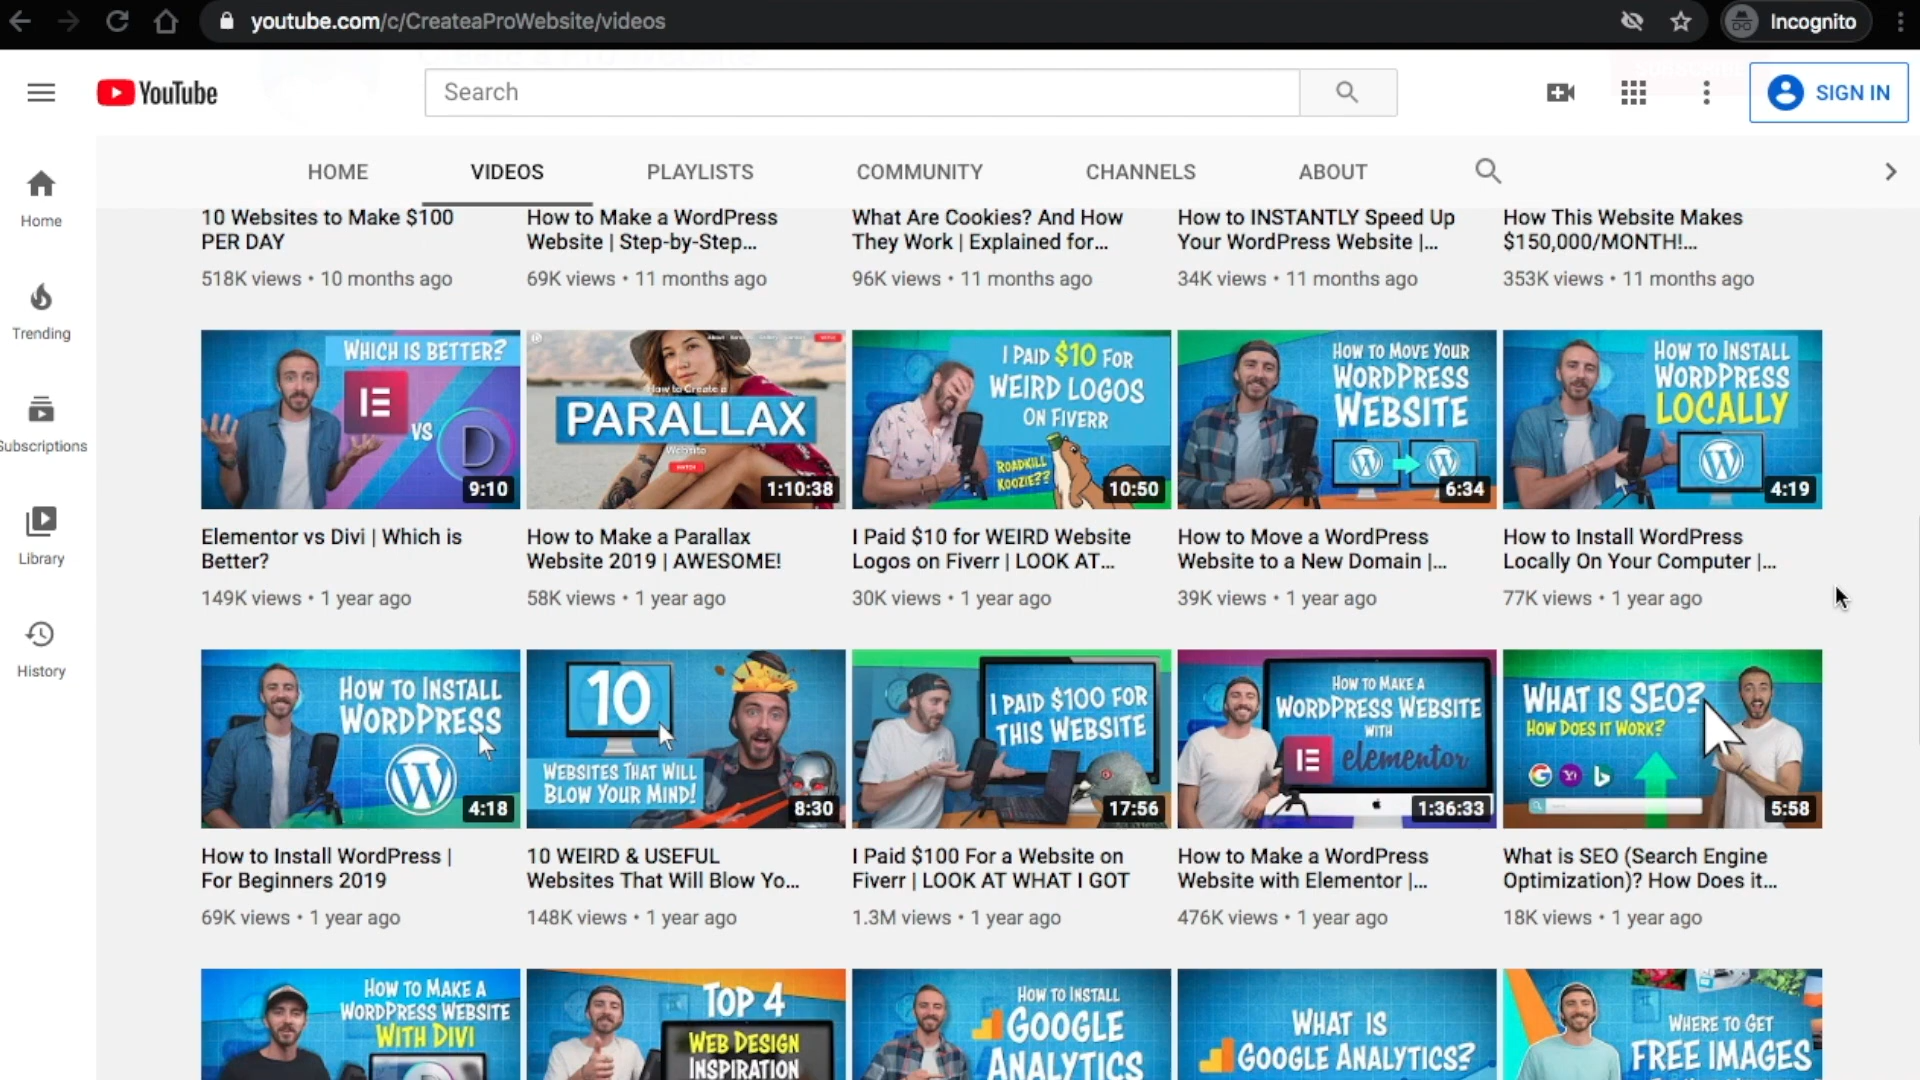 youtube.com/c/CreateaProWebsite/videos
Incognito
YouTube
Search
SIGN IN
HOME
VIDEOS
PLAYLISTS
COMMUNITY
CHANNELS
ABOUT
Home
Trending
Subscriptions
Library
History
10 Websites to Make $100
PER DAY
518K views • 10 months ago
How to Make a WordPress
Website | Step-by-Step...
69K views • 11 months ago
What Are Cookies? And How
They Work | Explained for...
96K views • 11 months ago
How to INSTANTLY Speed Up
Your WordPress Website |...
34K views • 11 months ago
How This Website Makes
$150,000/MONTH!...
353K views • 11 months ago
WHICH IS BETTER?
VS
D
9:10
Elementor vs Divi | Which is
Better?
149K views • 1 year ago
How to Create a
PARALLAX
Website
1:10:38
How to Make a Parallax
Website 2019 | AWESOME!
58K views • 1 year ago
I PAID $10 FOR
WEIRD LOGOS
ON FIVERR
ROADKILL
KOOZIE??
10:50
I Paid $10 for WEIRD Website
Logos on Fiverr | LOOK AT...
30K views • 1 year ago
HOW TO MOVE YOUR
WORDPRESS
WEBSITE
6:34
How to Move a WordPress
Website to a New Domain |...
39K views • 1 year ago
HOW TO INSTALL
WORDPRESS
LOCALLY
4:19
How to Install WordPress
Locally On Your Computer |...
77K views • 1 year ago
HOW TO INSTALL
WORDPRESS
4:18
How to Install WordPress |
For Beginners 2019
69K views • 1 year ago
10
WEBSITES THAT WILL
BLOW YOUR MIND!
8:30
10 WEIRD & USEFUL
Websites That Will Blow Yo...
148K views • 1 year ago
I PAID $100 FOR
THIS WEBSITE
17:56
I Paid $100 For a Website on
Fiverr | LOOK AT WHAT I GOT
1.3M views • 1 year ago
HOW TO MAKE A
WORDPRESS WEBSITE
WITH
elementor
1:36:33
How to Make a WordPress
Website with Elementor |...
476K views • 1 year ago
WHAT IS SEO?
HOW DOES IT WORK?
5:58
What is SEO (Search Engine
Optimization)? How Does it...
18K views • 1 year ago
HOW TO MAKE A
WORDPRESS WEBSITE
WITH DIVI
TOP 4
WEB DESIGN
INSPIRATION
HOW TO INSTALL
GOOGLE
ANALYTICS
WHAT IS
GOOGLE ANALYTICS?
WHERE TO GET
FREE IMAGES